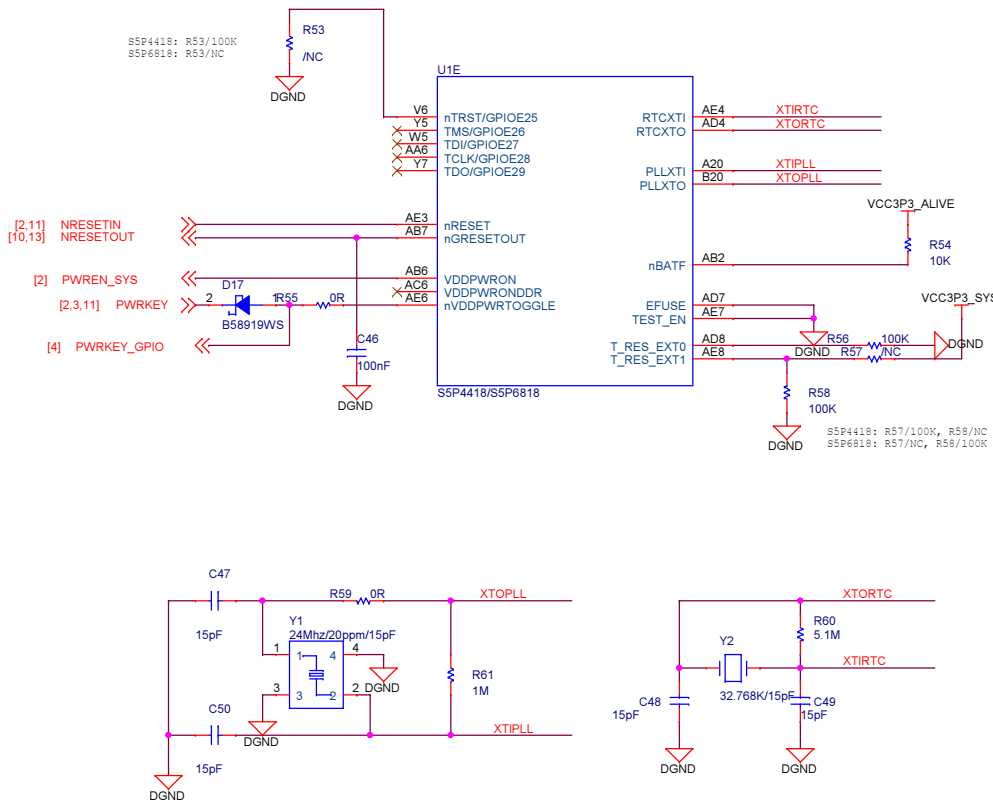 R53
S5P4418: R53/100K
S5P6818: R53/NC
/NC
DGND
U1E
V6
nTRST/GPIOE25
Y5
TMS/GPIOE26
W5
TDI/GPIOE27
AA6
TCLK/GPIOE28
Y7
TDO/GPIOE29
RTCXTI
AE4
XTIRTC
RTCXTO
AD4
XTORTC
PLLXTI
A20
XTIPLL
PLLXTO
B20
XTOPLL
VCC3P3_ALIVE
R54
10K
[2,11] NRESETIN
AE3
nRESET
[10,13] NRESETOUT
AB7
nGRESETOUT
nBATF
AB2
[2] PWREN_SYS
AB6
VDDPWRON
AC6
VDDPWRONDDR
D17
[2,3,11] PWRKEY
2
1
R55
0R
AE6
nVDDPWRTOGGLE
B58919WS
[4] PWRKEY_GPIO
EFUSE
AD7
TEST_EN
AE7
DGND
VCC3P3_SYS
T_RES_EXT0
AD8
R56
100K
DGND
T_RES_EXT1
AE8
R57
/NC
C46
100nF
DGND
S5P4418/S5P6818
R58
100K
DGND
S5P4418: R57/100K, R58/NC
S5P6818: R57/NC, R58/100K
C47
15pF
R59
0R
XTOPLL
Y1
24Mhz/20ppm/15pF
1
1
4
4
DGND
3
3
2
2
DGND
R61
1M
C50
15pF
XTIPLL
DGND
XTORTC
R60
5.1M
Y2
XTIRTC
32.768K/15pF
C48
15pF
C49
15pF
DGND
DGND